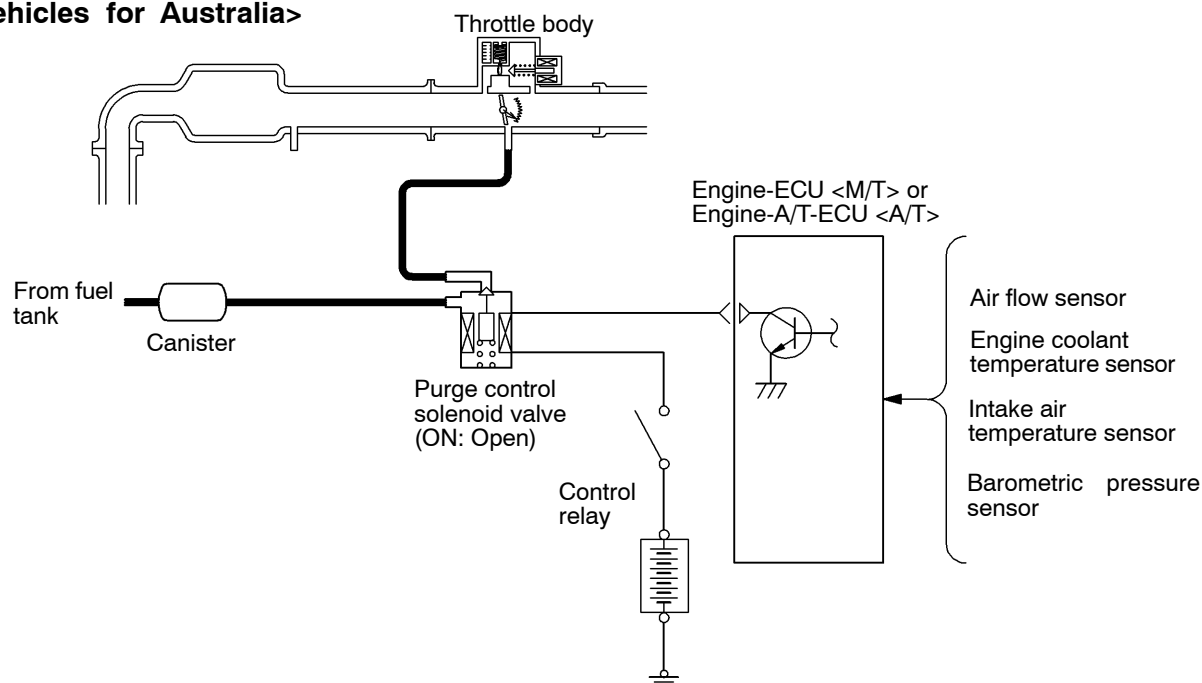 Vehicles for Australia>
Throttle body
Engine-ECU <M/T> or
Engine-A/T-ECU <A/T>
From fuel
tank
Canister
Air flow sensor
Engine coolant
temperature sensor
Purge control
solenoid valve
(ON: Open)
Intake air
temperature sensor
Control
relay
Barometric pressure
sensor